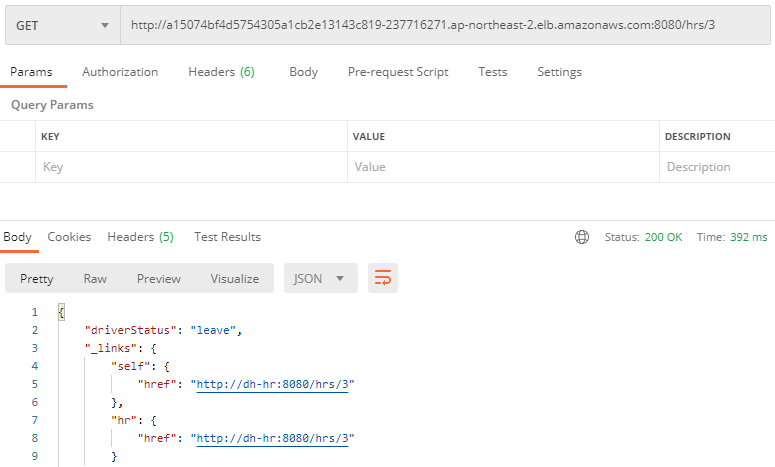 GET http://a15074bf4d5754305a1cb2e13143c819-237716271.ap-northeast-2.elb.amazonaws.com:8080/hrs/3
Params Authorization Headers (6) Body Pre-request Script Tests Settings
Query Params
KEY VALUE DESCRIPTION
Key Value Description
Body Cookies Headers (5) Test Results Status: 200 OK Time: 392 ms
Pretty Raw Preview Visualize JSON
1 {
2 "driverStatus": "leave",
3 "_links": {
4 "self": {
5 "href": "http://dh-hr:8080/hrs/3"
6 },
7 "hr": {
8 "href": "http://dh-hr:8080/hrs/3"
9 }